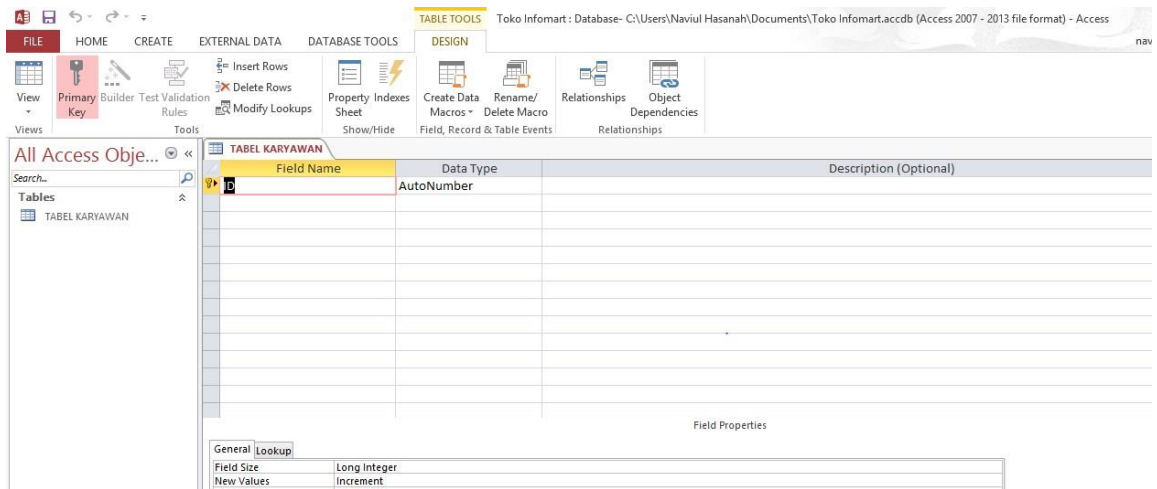 TABLE TOOLS Toko Infomart : Database- C:\Users\Naviul Hasanah\Documents\Toko Infomart.accdb (Access 2007 - 2013 file format) - Access
FILE HOME CREATE EXTERNAL DATA DATABASE TOOLS DESIGN nav
View Primary Key Builder Test Validation Rules Insert Rows Delete Rows Modify Lookups Property Sheet Indexes Create Data Macros Rename/ Delete Macro Relationships Object Dependencies
Views Tools Show/Hide Field, Record & Table Events Relationships
All Access Obje... «
Search...
Tables
TABEL KARYAWAN
TABEL KARYAWAN
Field Name Data Type Description (Optional)
ID AutoNumber
Field Properties
General Lookup
Field Size Long Integer
New Values Increment